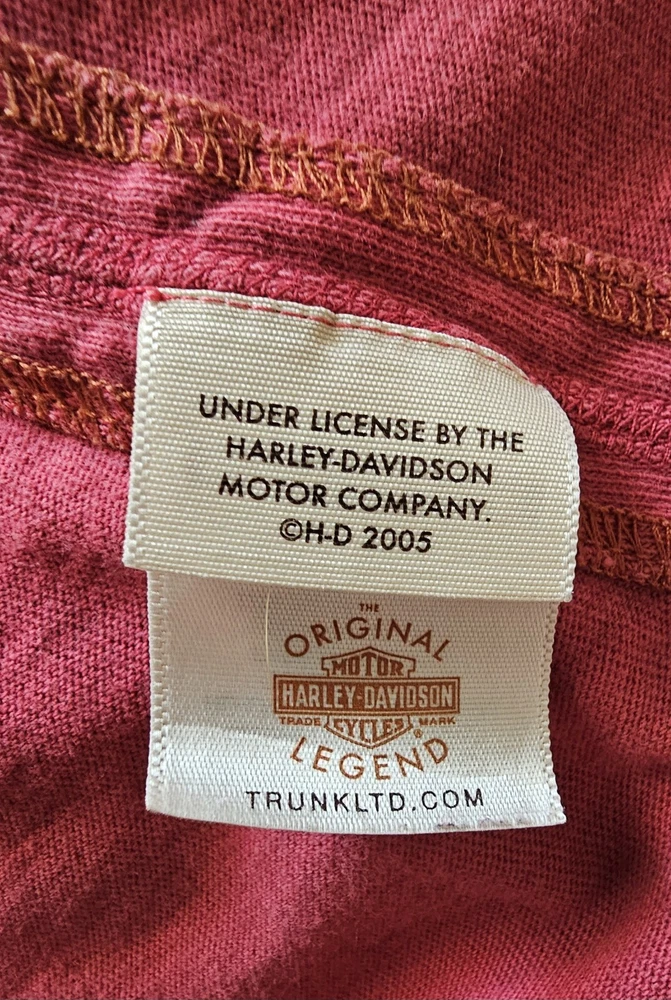 UNDER LICENSE BY THE
HARLEY-DAVIDSON
MOTOR COMPANY.
©H-D 2005
THE
ORIGINAL
MOTOR
HARLEY-DAVIDSON
TRADE MARK
CYCLES
®
LEGEND
TRUNKLTD.COM